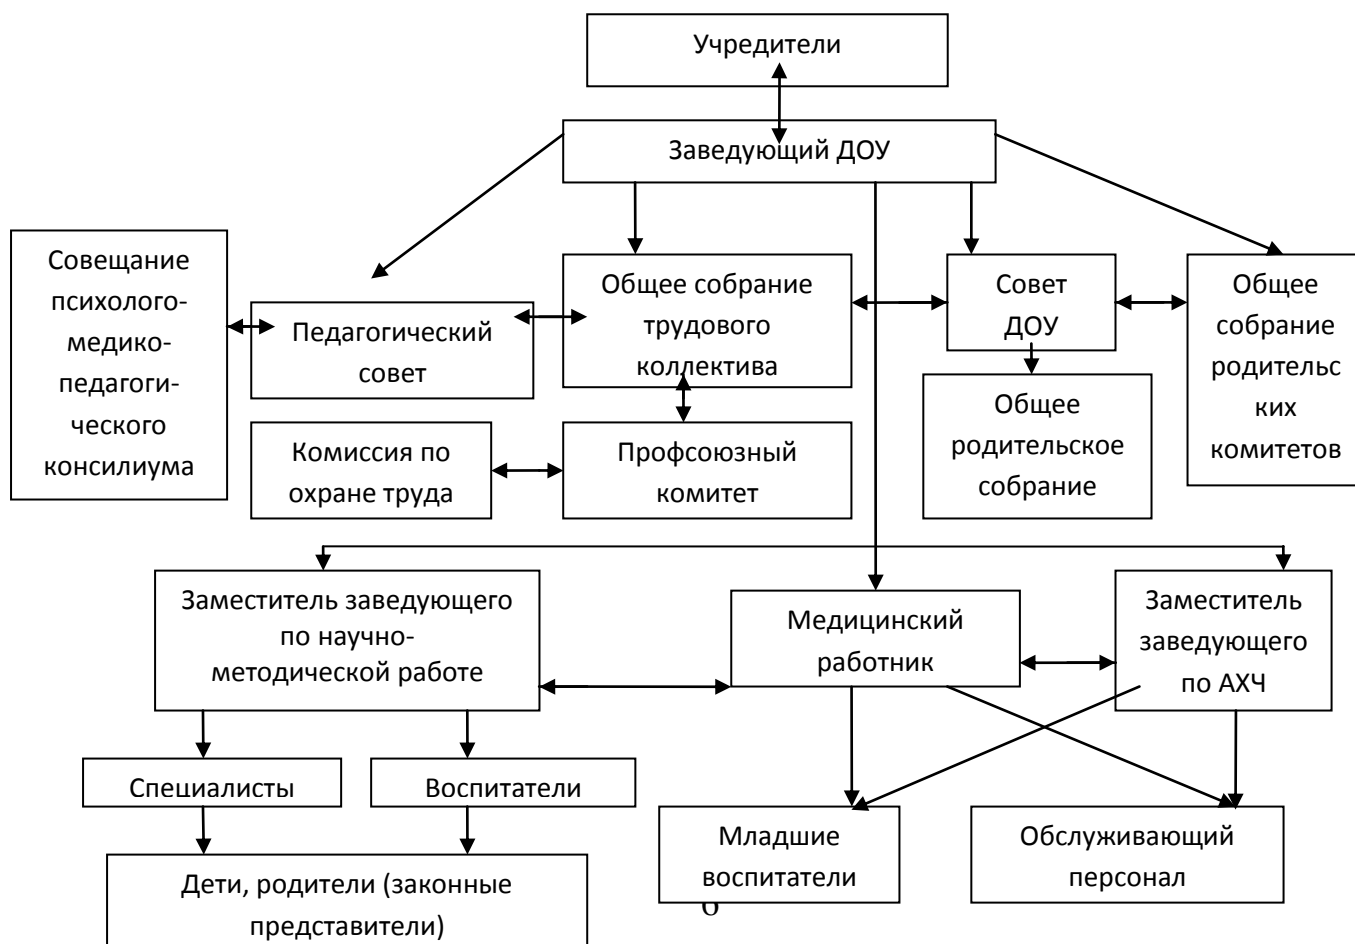 Учредители
Заведующий ДОУ
Совещание
психолого-
медико-
педагоги-
ческого
консилиума
Педагогический
совет
Общее собрание
трудового
коллектива
Совет
ДОУ
Общее
собрание
родительс
ких
комитетов
Комиссия по
охране труда
Профсоюзный
комитет
Общее
родительское
собрание
Заместитель заведующего
по научно-
методической работе
Медицинский
работник
Заместитель
заведующего
по АХЧ
Специалисты
Воспитатели
Младшие
воспитатели
Обслуживающий
персонал
Дети, родители (законные
представители)